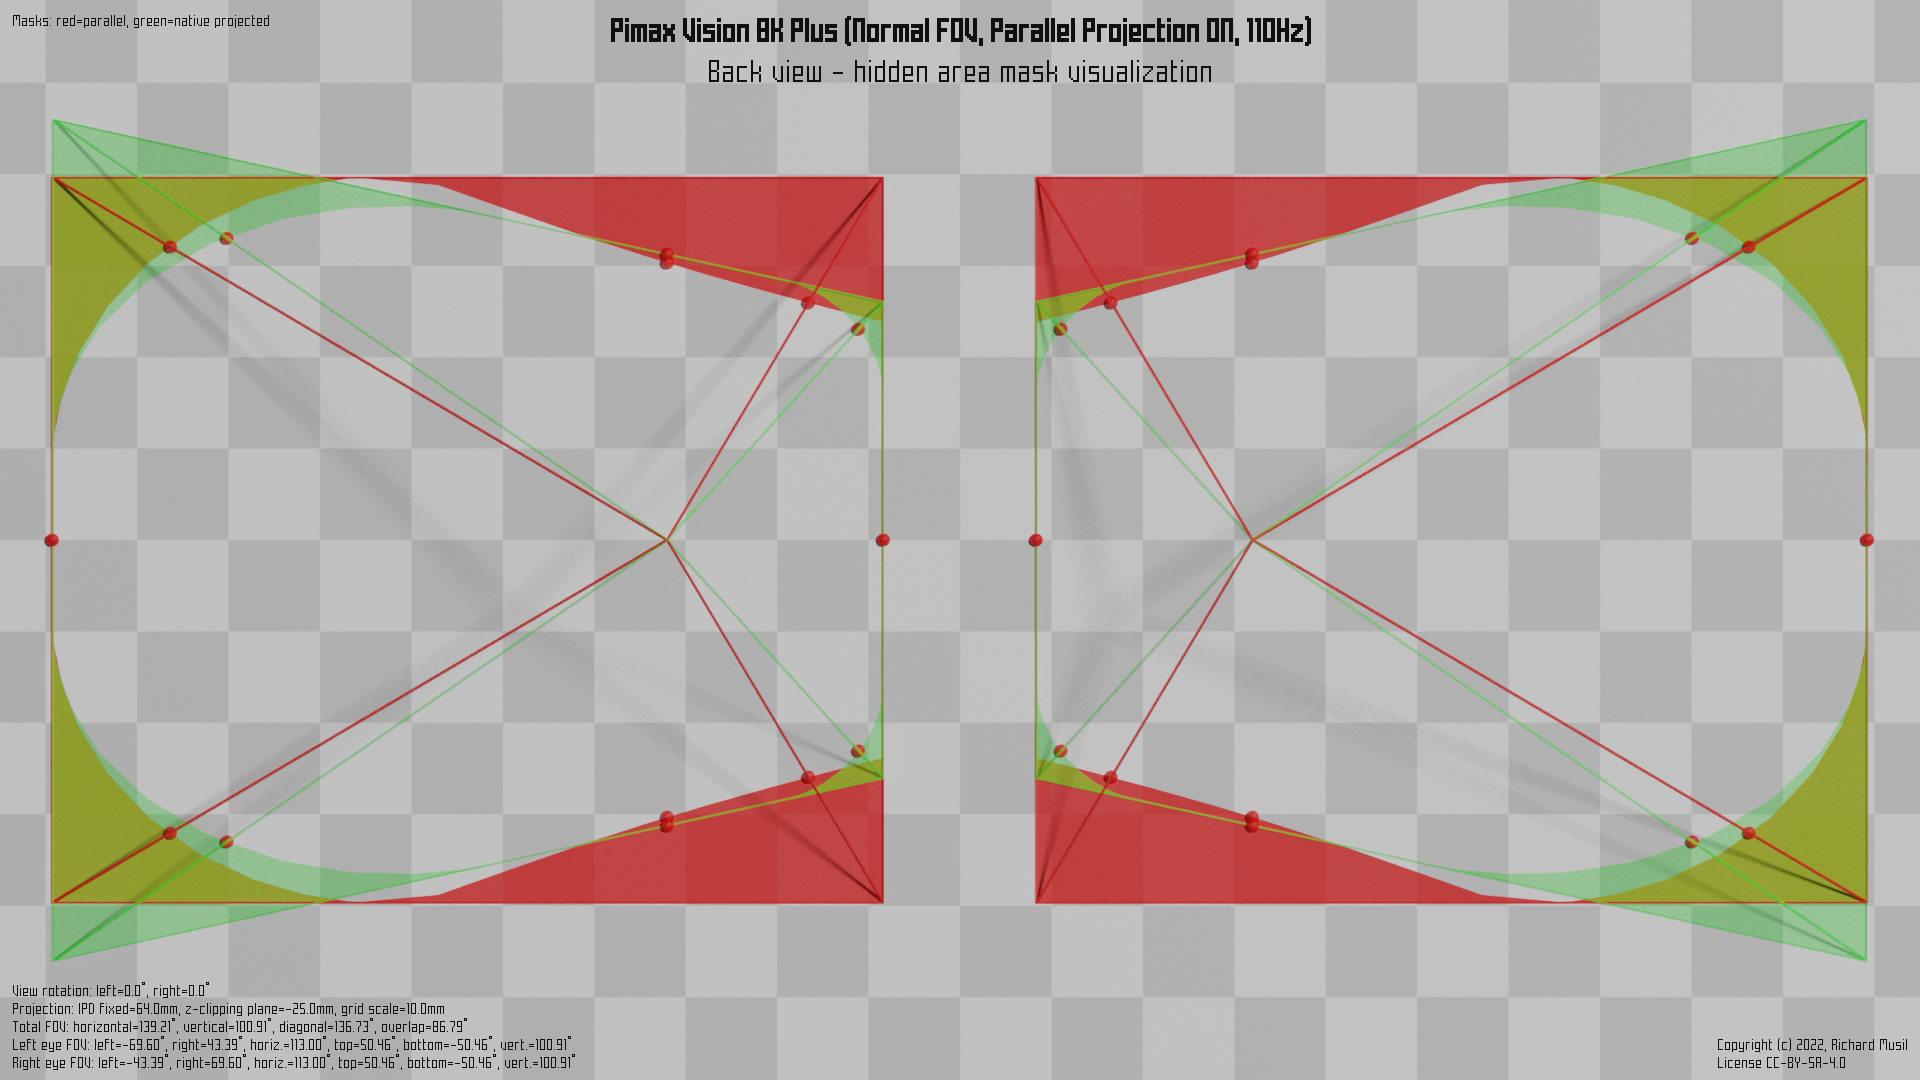 Masks: red=parallel, green=native projected
Pimax Vision 8K Plus (Normal FOV, Parallel Projection ON, 110Hz)
Back view - hidden area mask visualization
View rotation: left=0.0°, right=0.0°
Projection: IPD fixed=64.0mm, z-clipping plane=-25.0mm, grid scale=10.0mm
Total FOV: horizontal=139.21°, vertical=100.91°, diagonal=136.73°, overlap=86.79°
Left eye FOV: left=-69.60°, right=43.39°, horiz.=113.00°, top=50.46°, bottom=-50.46°, vert.=100.91°
Right eye FOV: left=-43.39°, right=69.60°, horiz.=113.00°, top=50.46°, bottom=-50.46°, vert.=100.91°
Copyright (c) 2022, Richard Musil
License CC-BY-SA-4.0